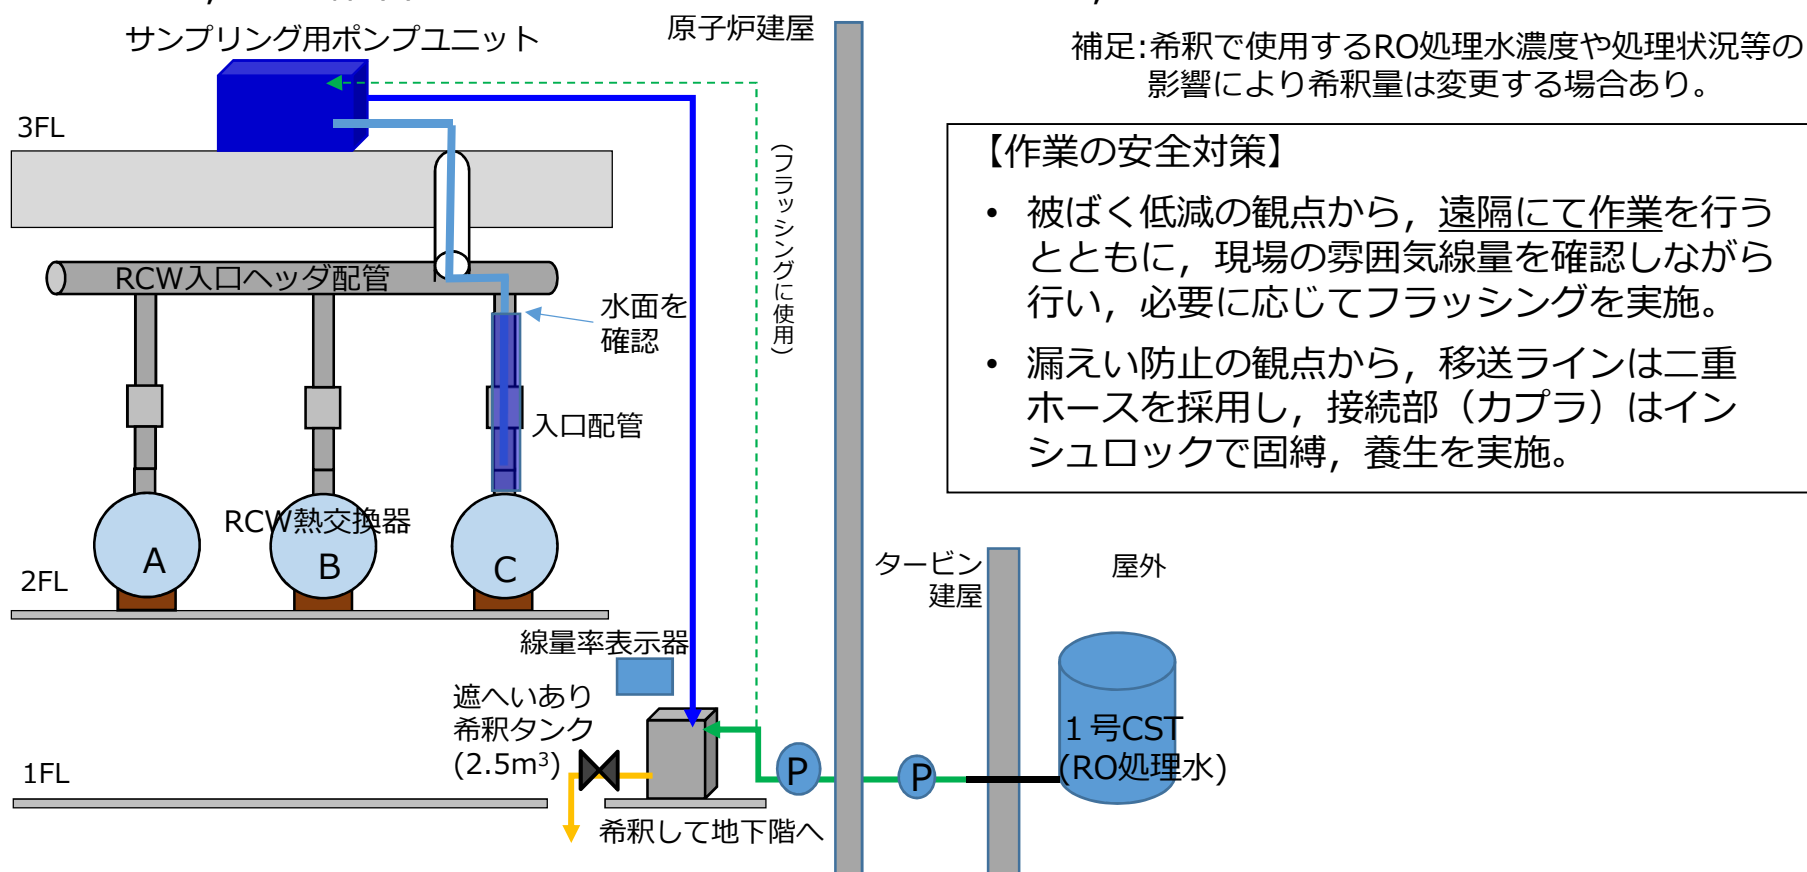 サンプリング用ポンプユニット
原子炉建屋
補足:希釈で使用するRO処理水濃度や処理状況等の
影響により希釈量は変更する場合あり。
3FL
(フラッシングに使用)
【作業の安全対策】
• 被ばく低減の観点から，遠隔にて作業を行う
とともに，現場の雰囲気線量を確認しながら
行い，必要に応じてフラッシングを実施。
• 漏えい防止の観点から，移送ラインは二重
ホースを採用し，接続部（カプラ）はイン
シュロックで固縛，養生を実施。
RCW入口ヘッダ配管
水面を
確認
入口配管
RCW熱交換器
A
B
C
2FL
タービン
建屋
屋外
線量率表示器
遮へいあり
希釈タンク
(2.5m³)
1FL
P
P
１号CST
(RO処理水)
希釈して地下階へ